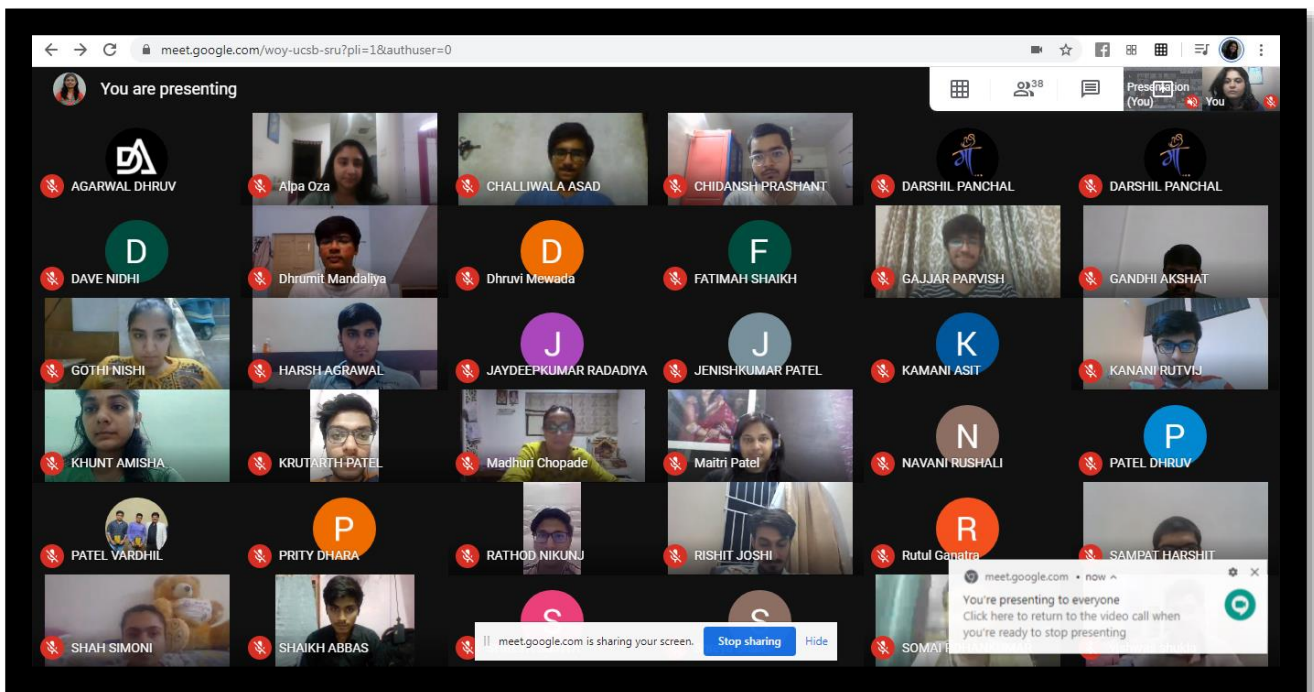 meet.google.com/woy-ucsb-sru?pli=1&authuser=0
You are presenting
38
Presentation
(You)
You
AGARWAL DHRUV
Alpa Oza
CHALLIWALA ASAD
CHIDANSH PRASHANT
DARSHIL PANCHAL
DARSHIL PANCHAL
D
DAVE NIDHI
Dhrumit Mandaliya
D
Dhruvi Mewada
F
FATIMAH SHAIKH
GAJJAR PARVISH
GANDHI AKSHAT
GOTHI NISHI
HARSH AGRAWAL
J
JAYDEEPKUMAR RADADIYA
J
JENISHKUMAR PATEL
K
KAMANI ASIT
KANANI RUTVIJ
KHUNT AMISHA
KRUTARTH PATEL
Madhuri Chopade
Maitri Patel
N
NAVANI RUSHALI
P
PATEL DHRUV
PATEL VARDHIL
P
PRITY DHARA
RATHOD NIKUNJ
RISHIT JOSHI
R
Rutul Ganatra
SAMPAT HARSHIT
SHAH SIMONI
SHAIKH ABBAS
S
S
SOMAI
meet.google.com • now
You're presenting to everyone
Click here to return to the video call when
you're ready to stop presenting
meet.google.com is sharing your screen.
Stop sharing
Hide